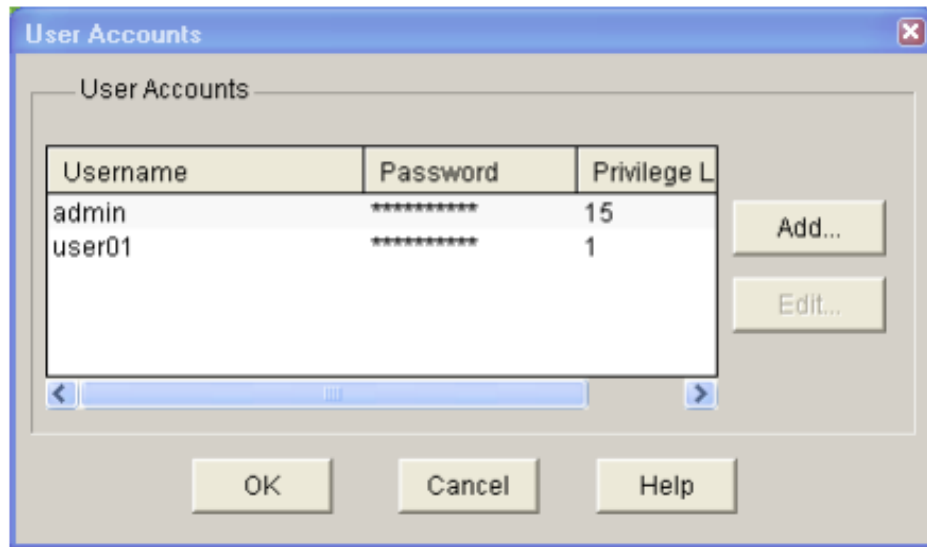 User Accounts
User Accounts
Username Password Privilege L
admin ********** 15
user01 ********** 1
Add...
Edit...
OK Cancel Help